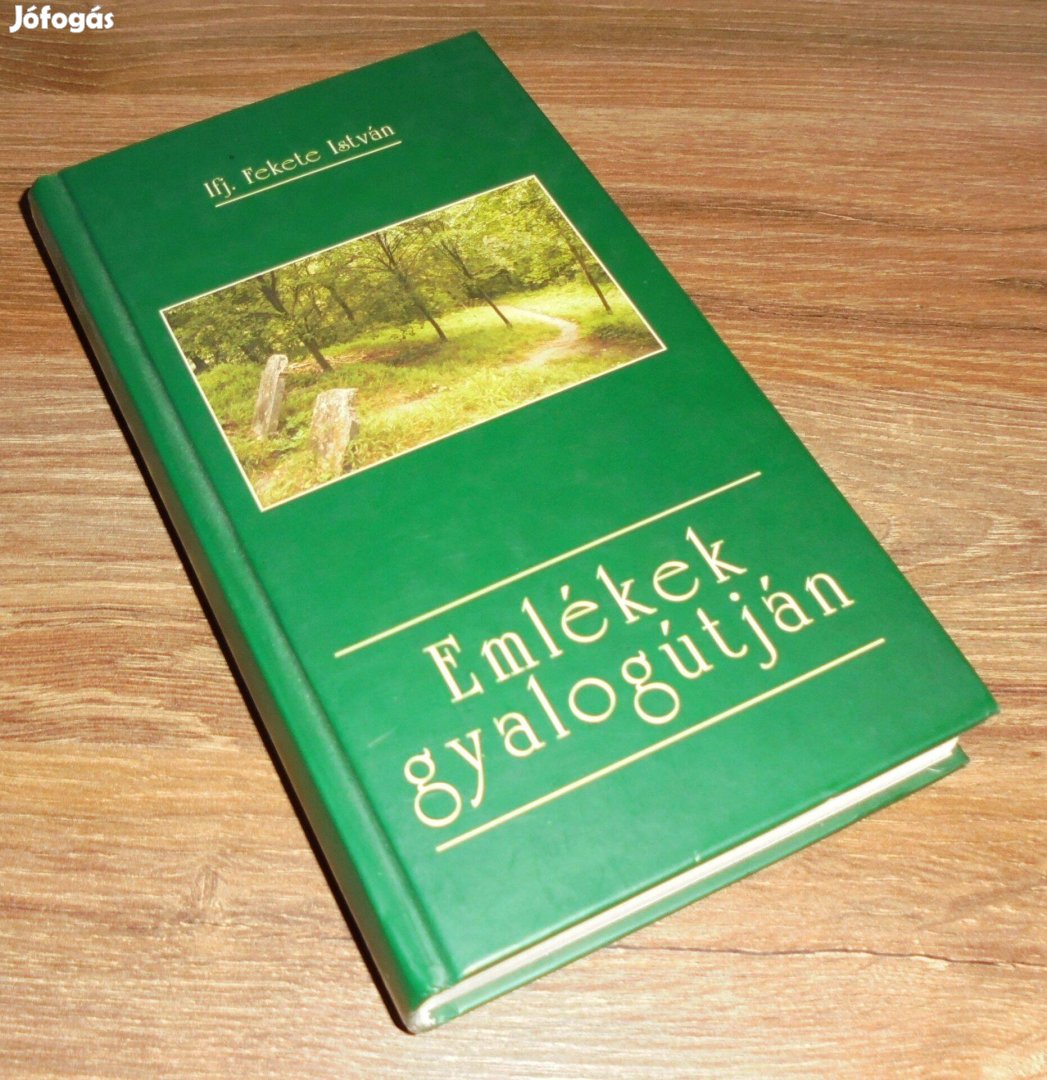 Jófogás
Ifj. Fekete István
Emlékek
gyalogútján